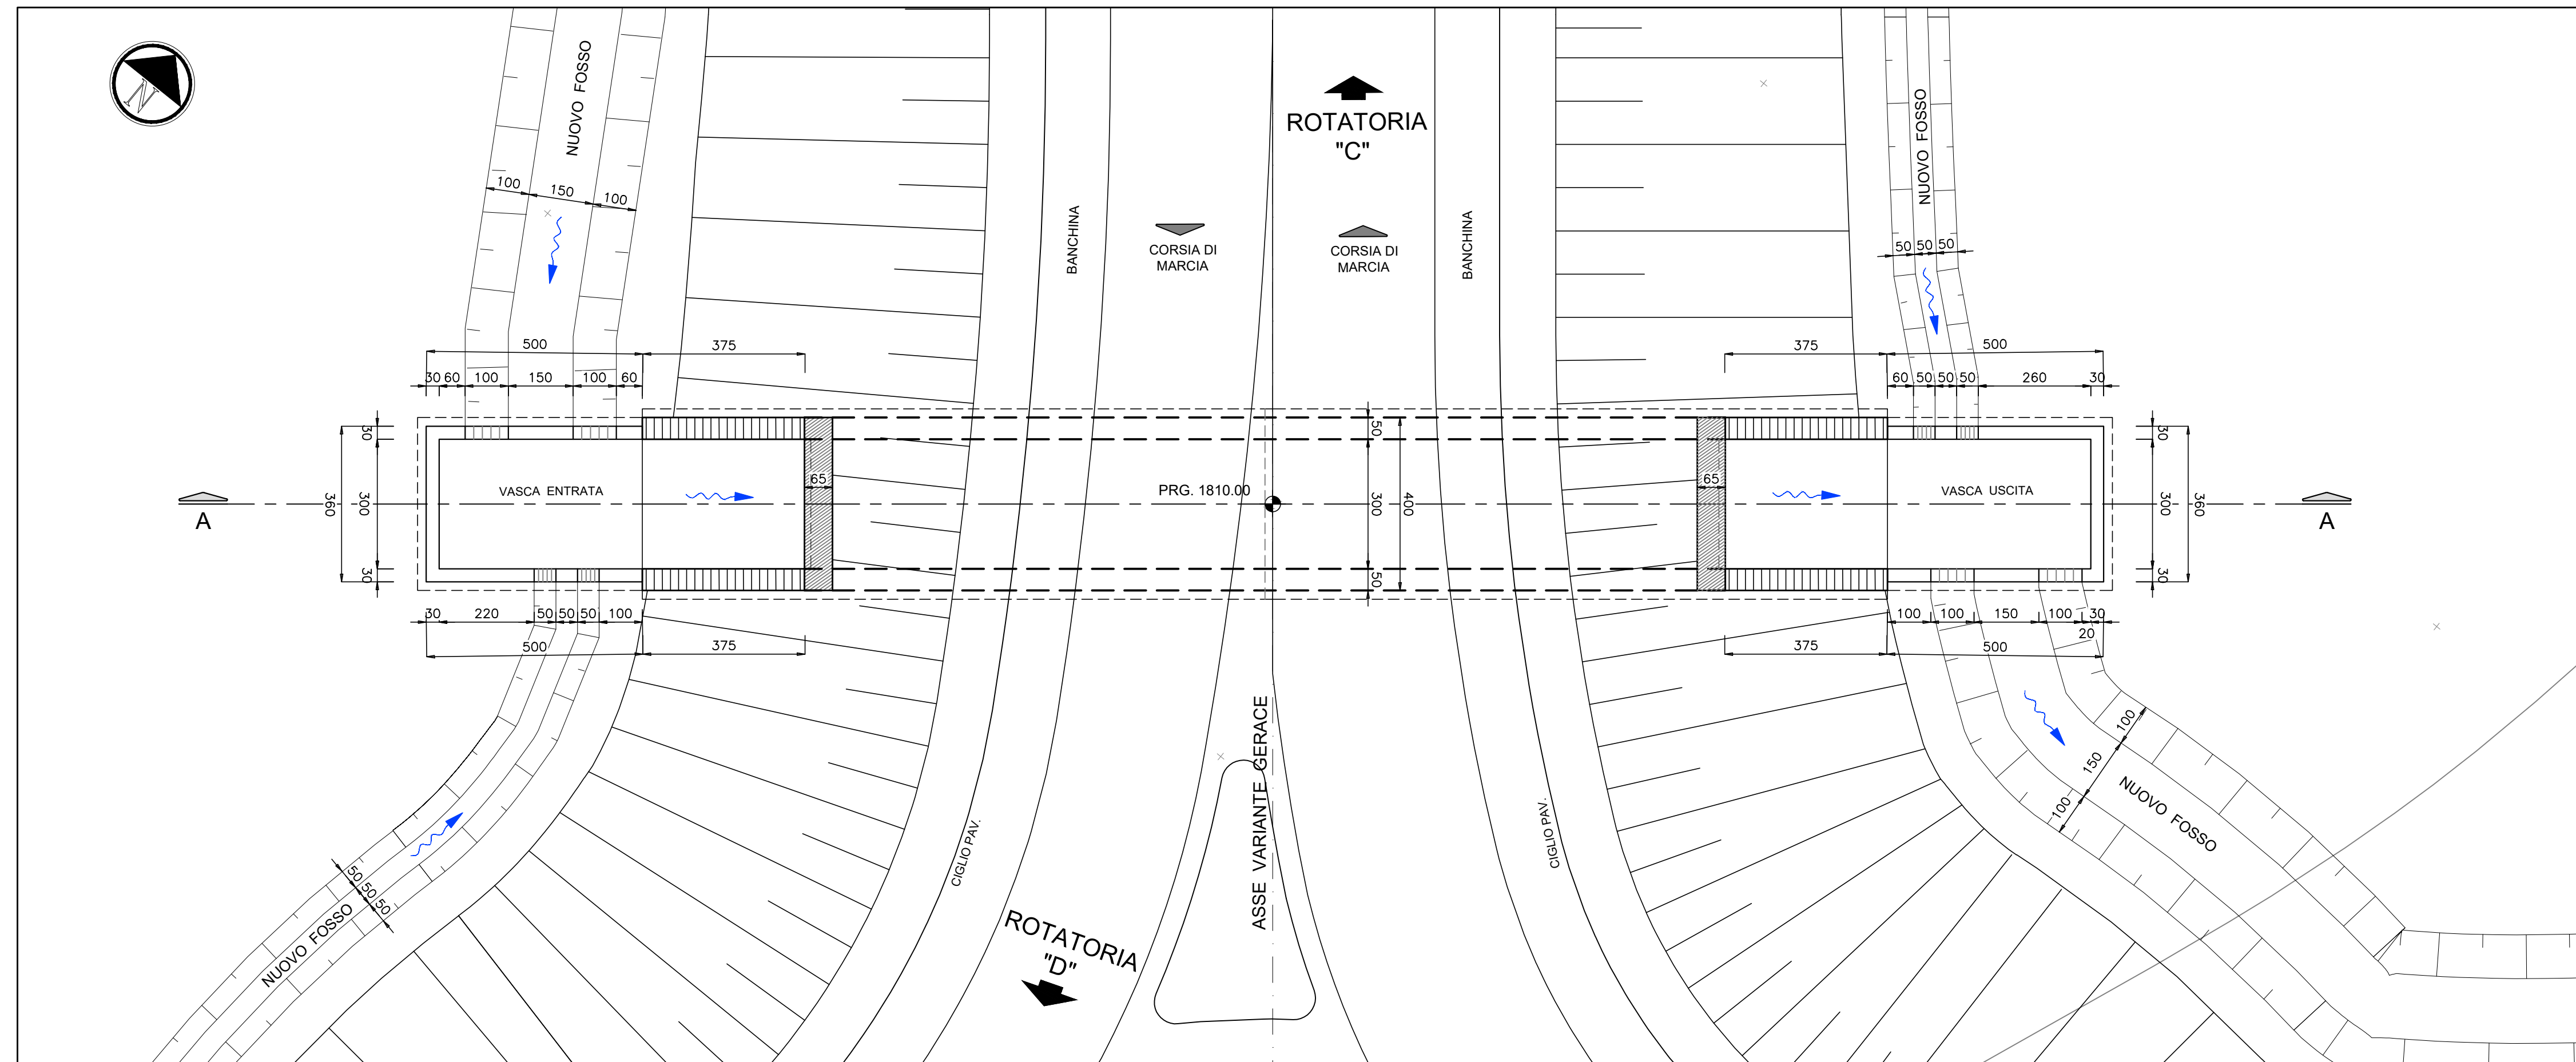 N
NUOVO FOSSO
100 150 100
ROTATORIA
"C"
BANCHINA
CORSIA DI
MARCIA
CORSIA DI
MARCIA
BANCHINA
NUOVO FOSSO
50 50 50
500 375
30 60 100 150 100 60
375 500
60 50 50 50 260 30
30
300
360
30
A
VASCA ENTRATA
65
PRG. 1810.00
50
300
400
50
65
VASCA USCITA
30
300
360
30
A
30 220 50 50 50 100
500 375
100 100 150 100 30
20
375 500
50 50 50
NUOVO FOSSO
CIGLIO PAV.
ROTATORIA
"D"
ASSE VARIANTE GERACE
CIGLIO PAV.
100
150
100
NUOVO FOSSO